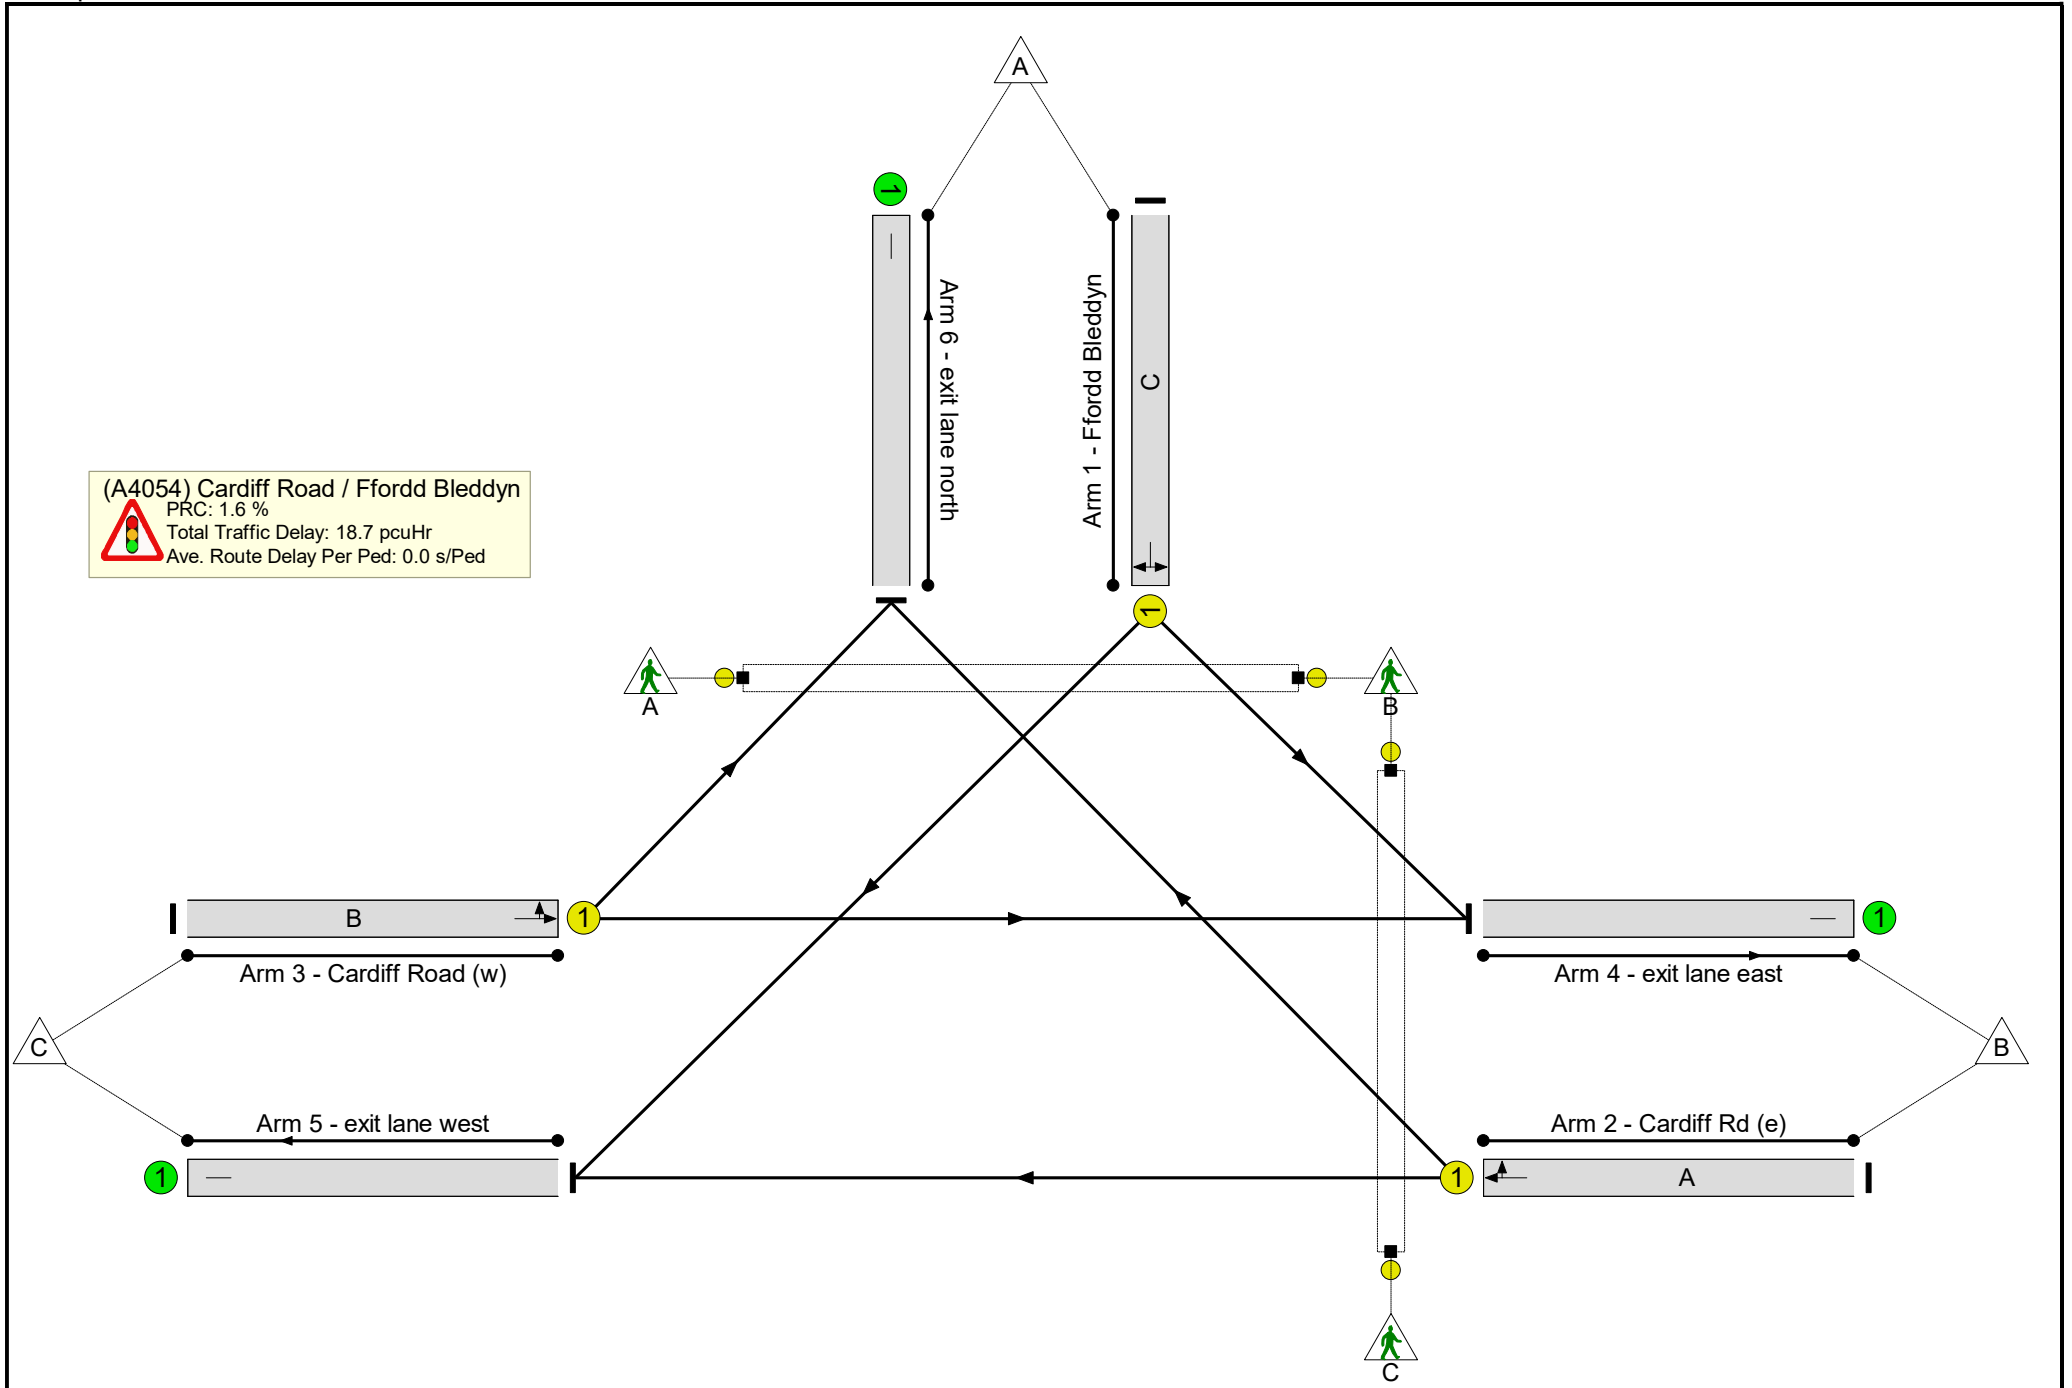 A
1
Arm 6 - exit lane north
Arm 1 - Ffordd Bleddyn
C
(A4054) Cardiff Road / Ffordd Bleddyn
PRC: 1.6 %
Total Traffic Delay: 18.7 pcuHr
Ave. Route Delay Per Ped: 0.0 s/Ped
1
A
B
B
1
1
Arm 3 - Cardiff Road (w)
Arm 4 - exit lane east
C
B
Arm 5 - exit lane west
Arm 2 - Cardiff Rd (e)
1
1
A
C